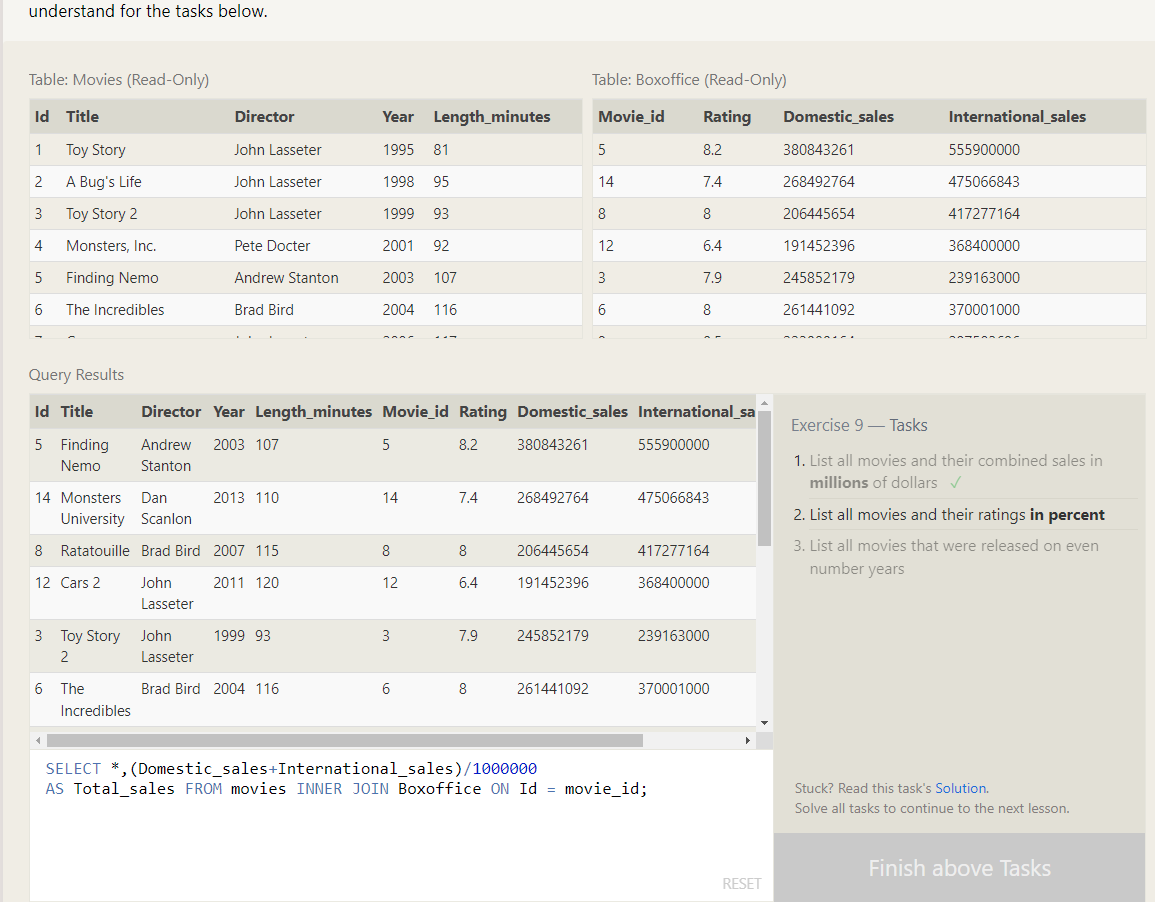 understand for the tasks below.
Table: Movies (Read-Only)
Id Title Director Year Length_minutes
1 Toy Story John Lasseter 1995 81
2 A Bug's Life John Lasseter 1998 95
3 Toy Story 2 John Lasseter 1999 93
4 Monsters, Inc. Pete Docter 2001 92
5 Finding Nemo Andrew Stanton 2003 107
6 The Incredibles Brad Bird 2004 116
Table: Boxoffice (Read-Only)
Movie_id Rating Domestic_sales International_sales
5 8.2 380843261 555900000
14 7.4 268492764 475066843
8 8 206445654 417277164
12 6.4 191452396 368400000
3 7.9 245852179 239163000
6 8 261441092 370001000
Query Results
Id Title Director Year Length_minutes Movie_id Rating Domestic_sales International_sa
5 Finding Andrew 2003 107 5 8.2 380843261 555900000
Nemo Stanton
14 Monsters Dan 2013 110 14 7.4 268492764 475066843
University Scanlon
8 Ratatouille Brad Bird 2007 115 8 8 206445654 417277164
12 Cars 2 John 2011 120 12 6.4 191452396 368400000
Lasseter
3 Toy Story John 1999 93 3 7.9 245852179 239163000
2 Lasseter
6 The Brad Bird 2004 116 6 8 261441092 370001000
Incredibles
SELECT *,(Domestic_sales+International_sales)/1000000
AS Total_sales FROM movies INNER JOIN Boxoffice ON Id = movie_id;
RESET
Exercise 9 — Tasks
1. List all movies and their combined sales in
millions of dollars ✓
2. List all movies and their ratings in percent
3. List all movies that were released on even
number years
Stuck? Read this task's Solution.
Solve all tasks to continue to the next lesson.
Finish above Tasks